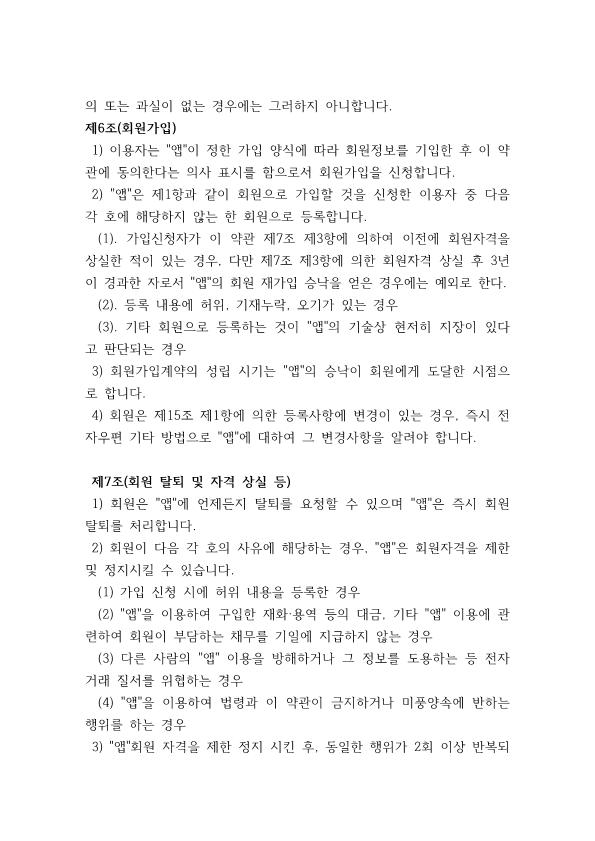 의 또는 과실이 없는 경우에는 그러하지 아니합니다.
제6조(회원가입)
1) 이용자는 "앱"이 정한 가입 양식에 따라 회원정보를 기입한 후 이 약
관에 동의한다는 의사 표시를 함으로서 회원가입을 신청합니다.
2) "앱"은 제1항과 같이 회원으로 가입할 것을 신청한 이용자 중 다음
각 호에 해당하지 않는 한 회원으로 등록합니다.
(1). 가입신청자가 이 약관 제7조 제3항에 의하여 이전에 회원자격을
상실한 적이 있는 경우, 다만 제7조 제3항에 의한 회원자격 상실 후 3년
이 경과한 자로서 "앱"의 회원 재가입 승낙을 얻은 경우에는 예외로 한다.
(2). 등록 내용에 허위, 기재누락, 오기가 있는 경우
(3). 기타 회원으로 등록하는 것이 "앱"의 기술상 현저히 지장이 있다
고 판단되는 경우
3) 회원가입계약의 성립 시기는 "앱"의 승낙이 회원에게 도달한 시점으
로 합니다.
4) 회원은 제15조 제1항에 의한 등록사항에 변경이 있는 경우, 즉시 전
자우편 기타 방법으로 "앱"에 대하여 그 변경사항을 알려야 합니다.
제7조(회원 탈퇴 및 자격 상실 등)
1) 회원은 "앱"에 언제든지 탈퇴를 요청할 수 있으며 "앱"은 즉시 회원
탈퇴를 처리합니다.
2) 회원이 다음 각 호의 사유에 해당하는 경우, "앱"은 회원자격을 제한
및 정지시킬 수 있습니다.
(1) 가입 신청 시에 허위 내용을 등록한 경우
(2) "앱"을 이용하여 구입한 재화·용역 등의 대금, 기타 "앱" 이용에 관
련하여 회원이 부담하는 채무를 기일에 지급하지 않는 경우
(3) 다른 사람의 "앱" 이용을 방해하거나 그 정보를 도용하는 등 전자
거래 질서를 위협하는 경우
(4) "앱"을 이용하여 법령과 이 약관이 금지하거나 미풍양속에 반하는
행위를 하는 경우
3) "앱"회원 자격을 제한 정지 시킨 후, 동일한 행위가 2회 이상 반복되